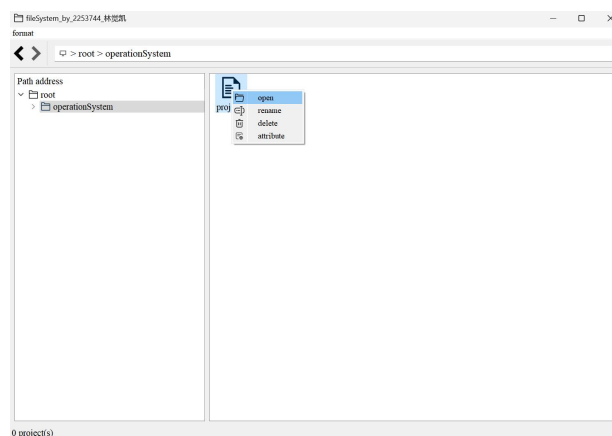 fileSystem_by_2253744_林觉凯
format
> root > operationSystem
Path address
root
operationSystem
proj
open
rename
delete
attribute
0 project(s)